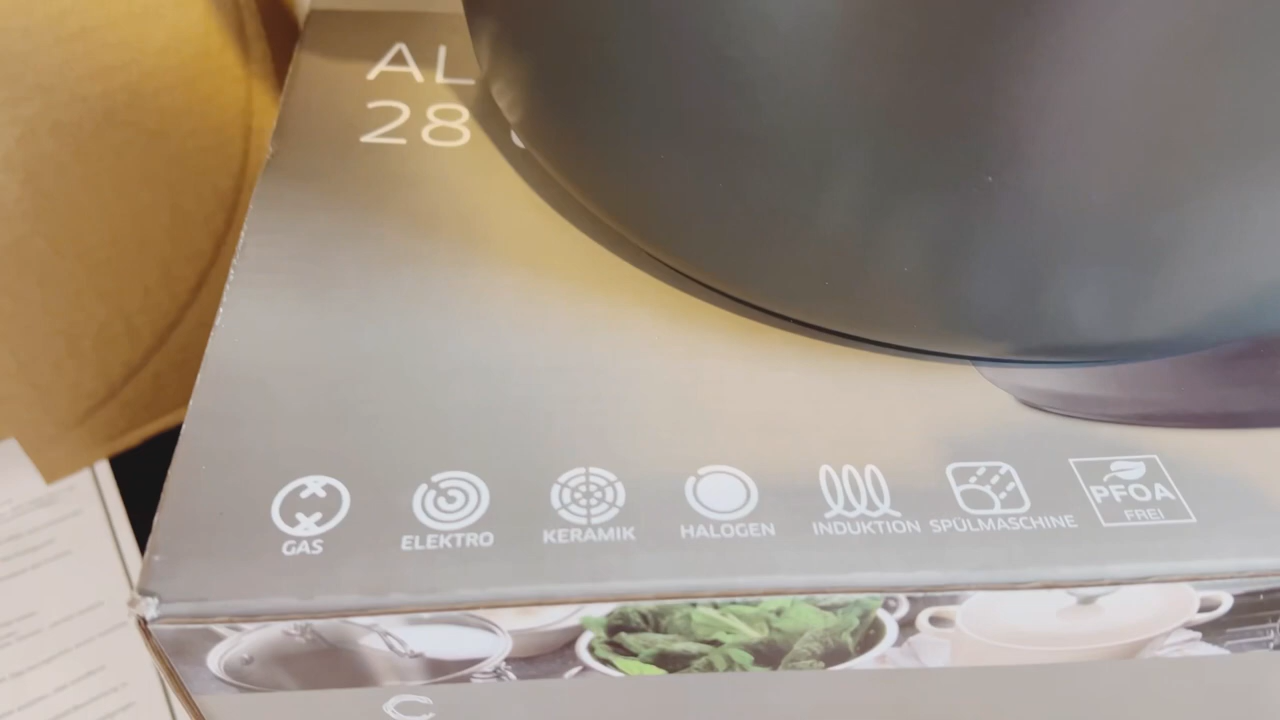 AL
28
GAS
ELEKTRO
KERAMIK
HALOGEN
INDUKTION
SPÜLMASCHINE
PFOA
FREI
C